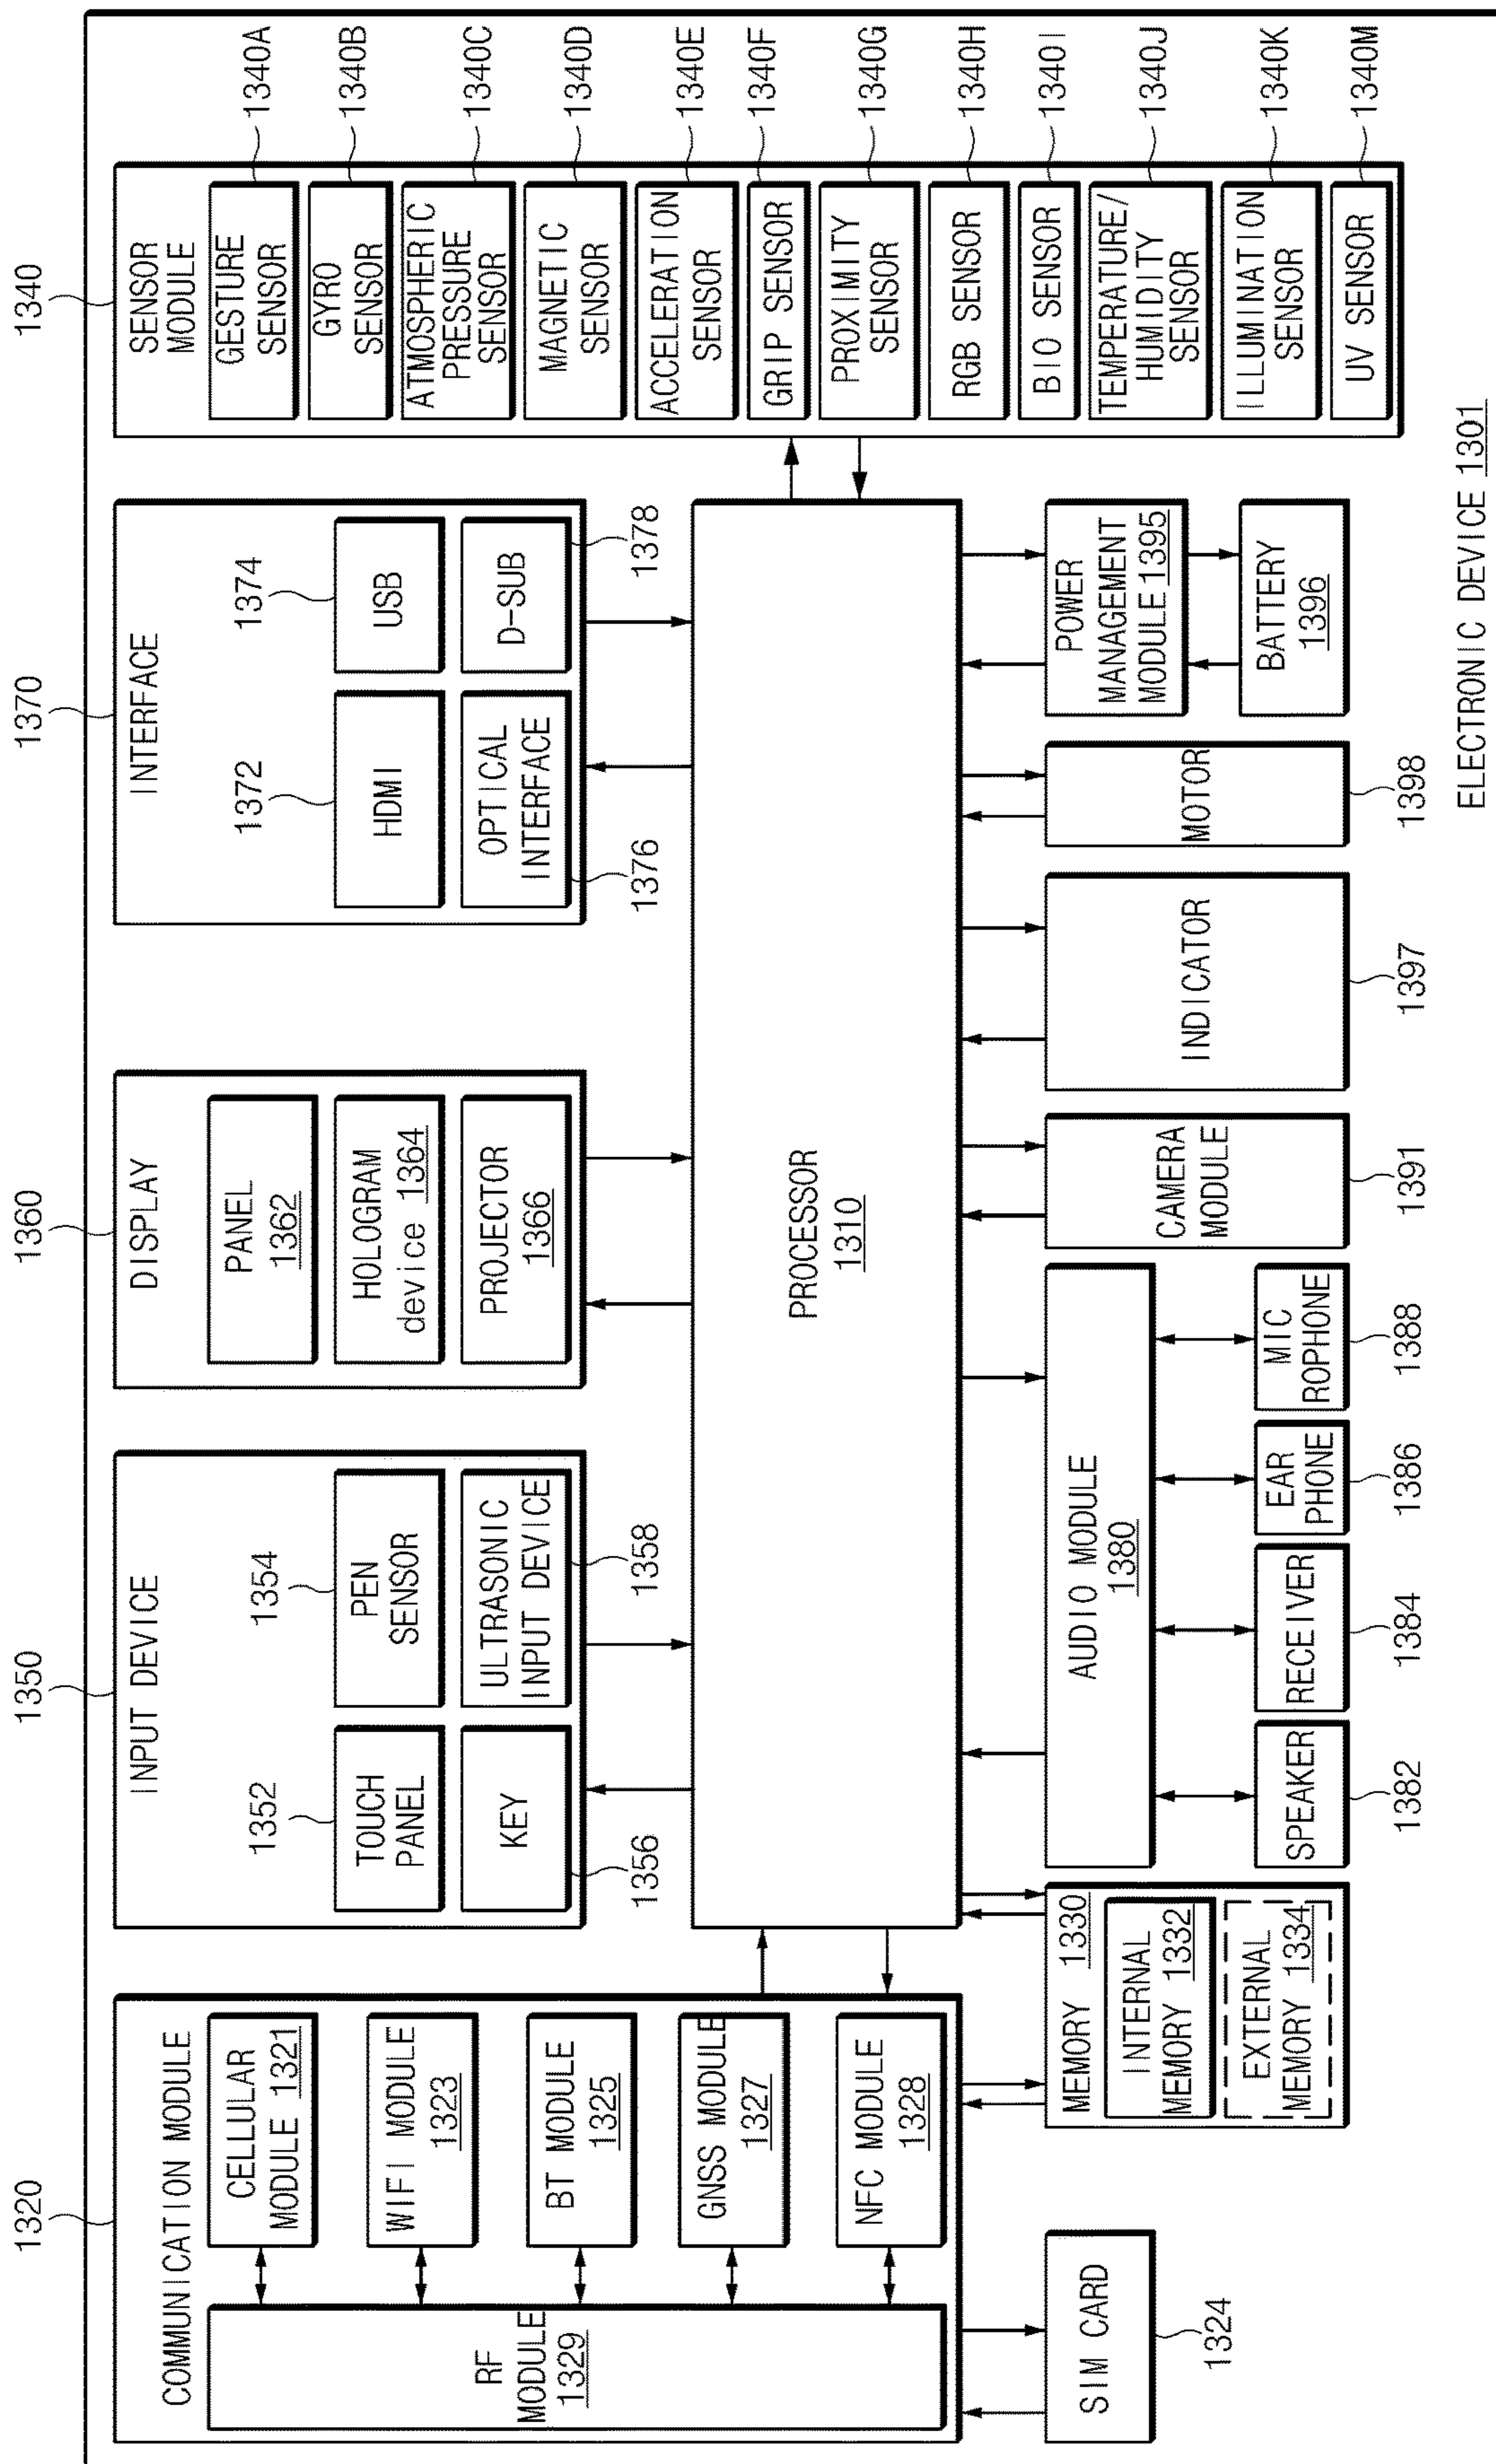 1320
COMMUNICATION MODULE
CELLULAR
MODULE 1321
WIFI MODULE
1323
BT MODULE
1325
GNSS MODULE
1327
NFC MODULE
1328
RF
MODULE
1329
SIM CARD
1324
1350
INPUT DEVICE
1352
TOUCH
PANEL
1354
PEN
SENSOR
KEY
1356
ULTRASONIC
INPUT DEVICE
1358
1360
DISPLAY
PANEL
1362
HOLOGRAM
device 1364
PROJECTOR
1366
1370
INTERFACE
1372
HDMI
1374
USB
OPTICAL
INTERFACE
1376
D-SUB
1378
1340
SENSOR
MODULE
GESTURE
SENSOR
1340A
GYRO
SENSOR
1340B
ATMOSPHERIC
PRESSURE
SENSOR
1340C
MAGNETIC
SENSOR
1340D
ACCELERATION
SENSOR
1340E
GRIP SENSOR
1340F
PROXIMITY
SENSOR
1340G
RGB SENSOR
1340H
BIO SENSOR
1340I
TEMPERATURE/
HUMIDITY
SENSOR
1340J
ILLUMINATION
SENSOR
1340K
UV SENSOR
1340M
PROCESSOR
1310
MEMORY 1330
INTERNAL
MEMORY 1332
EXTERNAL
MEMORY 1334
AUDIO MODULE
1380
SPEAKER
1382
RECEIVER
1384
EAR
PHONE
1386
MIC
ROPHONE
1388
CAMERA
MODULE
1391
INDICATOR
1397
MOTOR
1398
POWER
MANAGEMENT
MODULE 1395
BATTERY
1396
ELECTRONIC DEVICE 1301